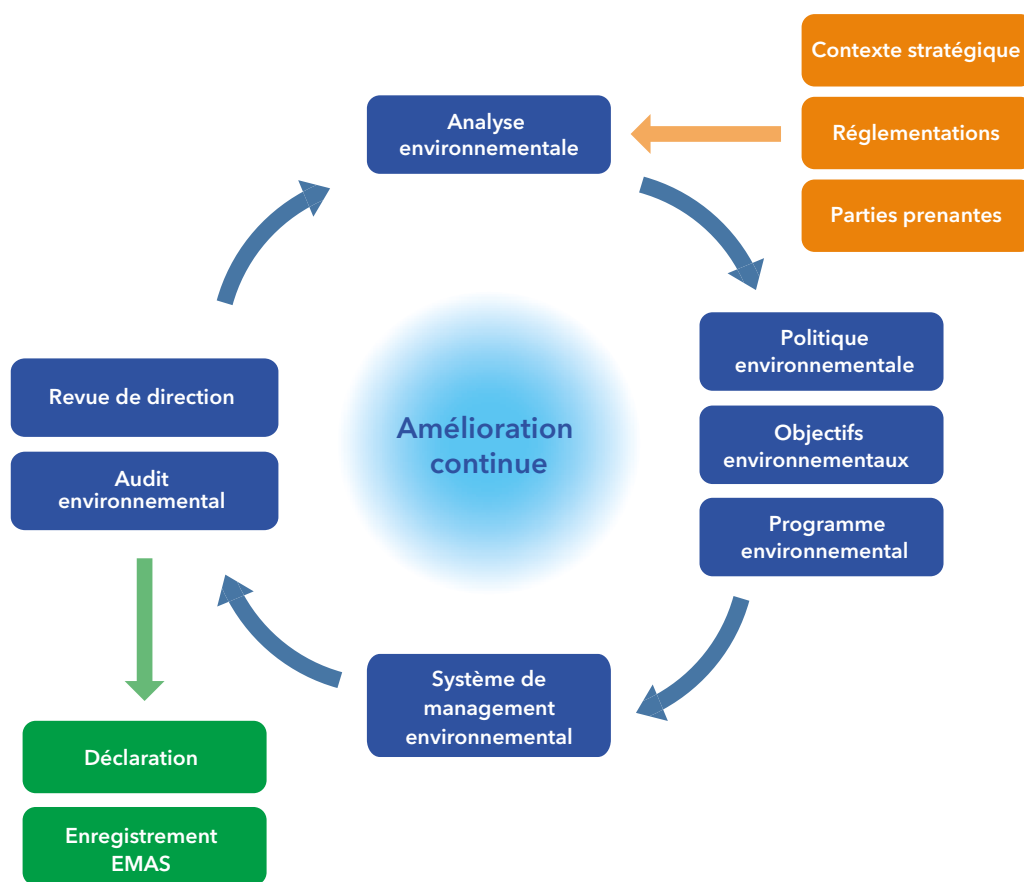 Contexte stratégique
Analyse
environnementale
Réglementations
Parties prenantes
Politique
environnementale
Revue de direction
Amélioration
continue
Objectifs
environnementaux
Audit
environnemental
Programme
environnemental
Système de
management
environnemental
Déclaration
Enregistrement
EMAS